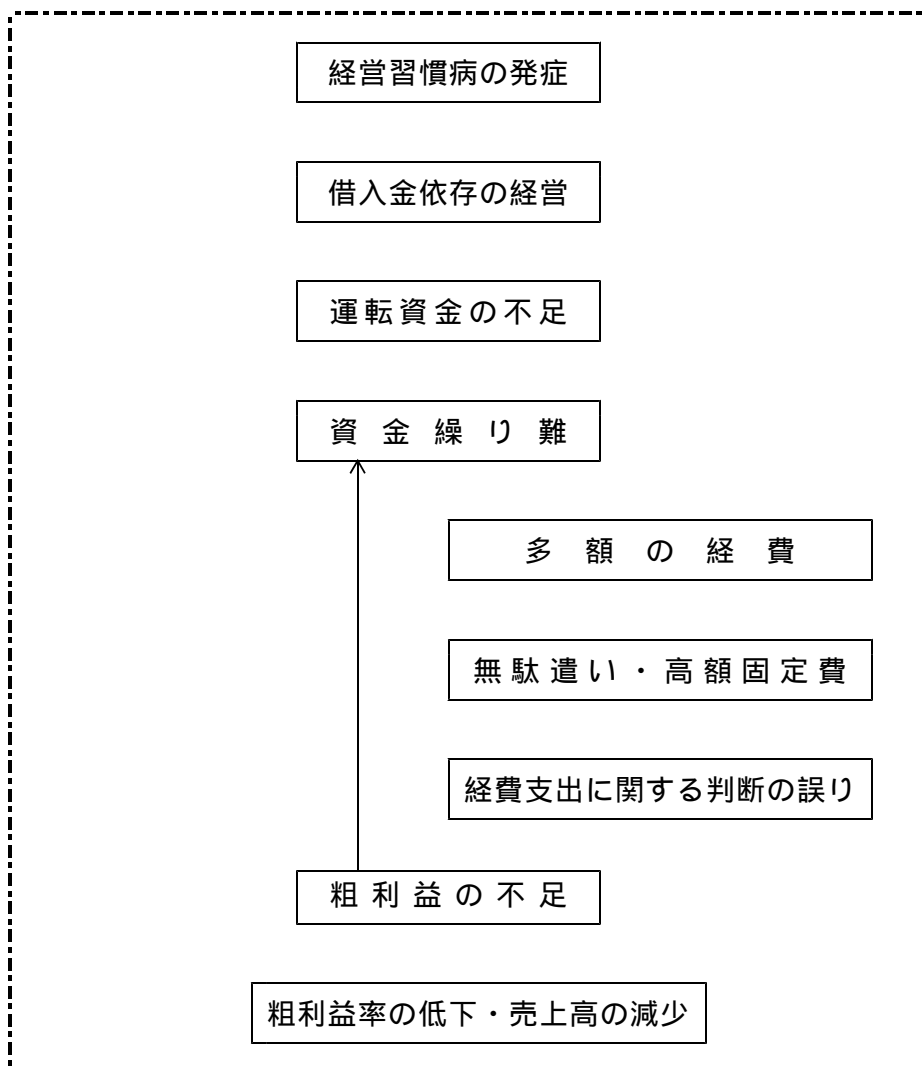 経営習慣病の発症
借入金依存の経営
運転資金の不足
資金繰り難
多額の経費
無駄遣い・高額固定費
経費支出に関する判断の誤り
粗利益の不足
粗利益率の低下・売上高の減少